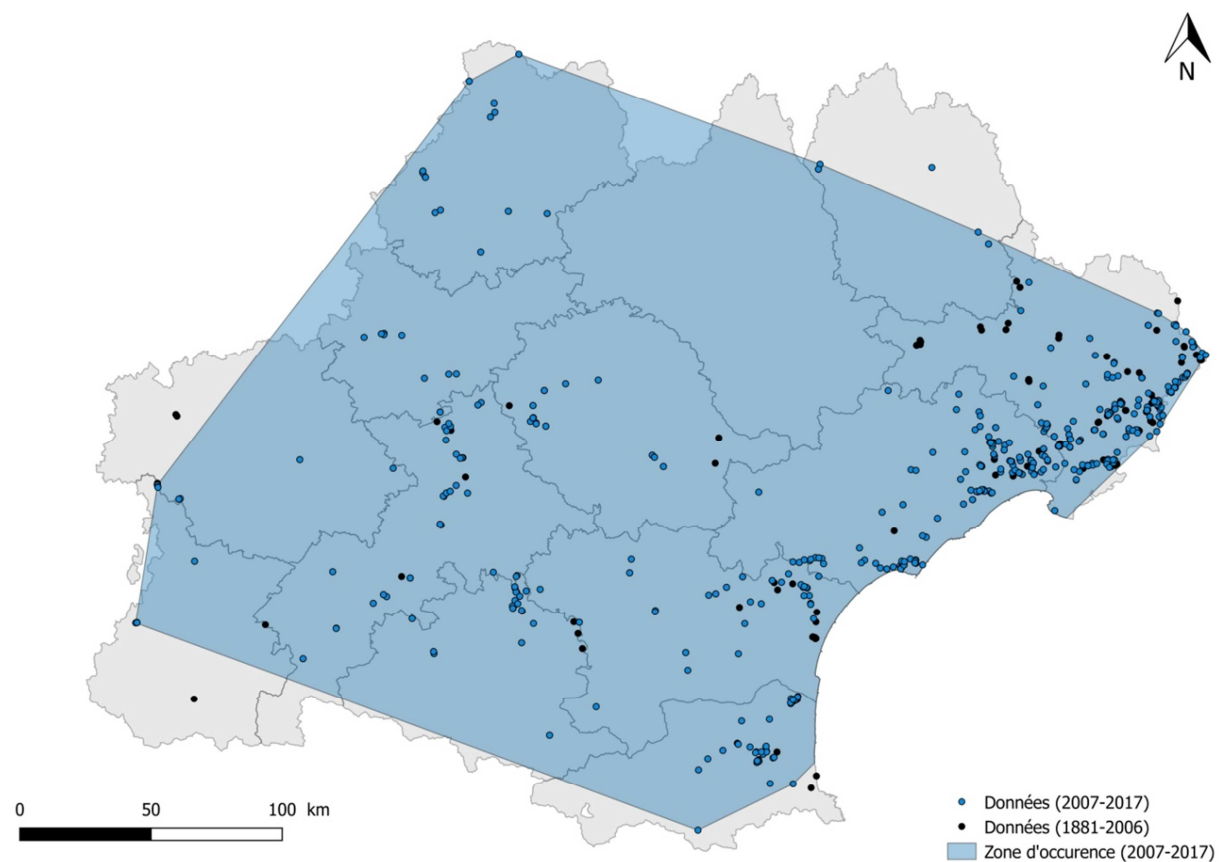 N
0 50 100 km
Données (2007-2017)
Données (1881-2006)
Zone d'occurence (2007-2017)